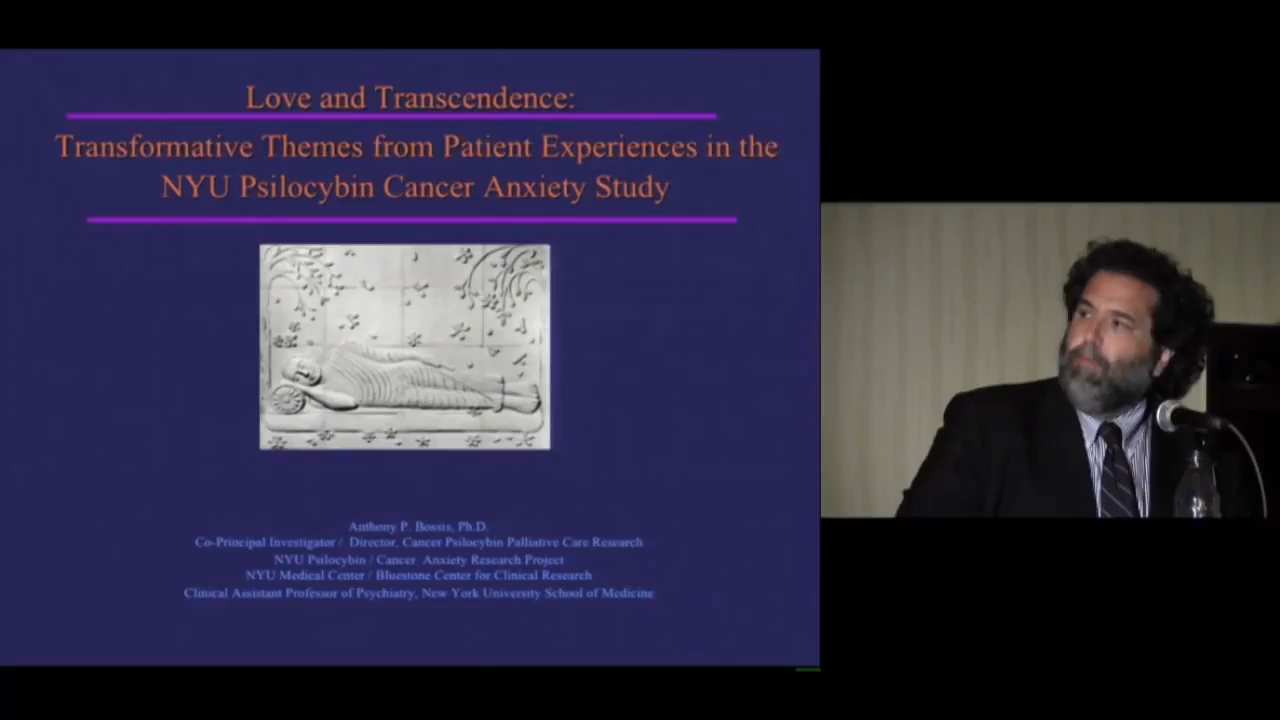 Love and Transcendence:
Transformative Themes from Patient Experiences in the
NYU Psilocybin Cancer Anxiety Study
Anthony P. Bossis, Ph.D.
Co-Principal Investigator / Director, Cancer Psilocybin Palliative Care Research
NYU Psilocybin / Cancer Anxiety Research Project
NYU Medical Center / Bluestone Center for Clinical Research
Clinical Assistant Professor of Psychiatry, New York University School of Medicine